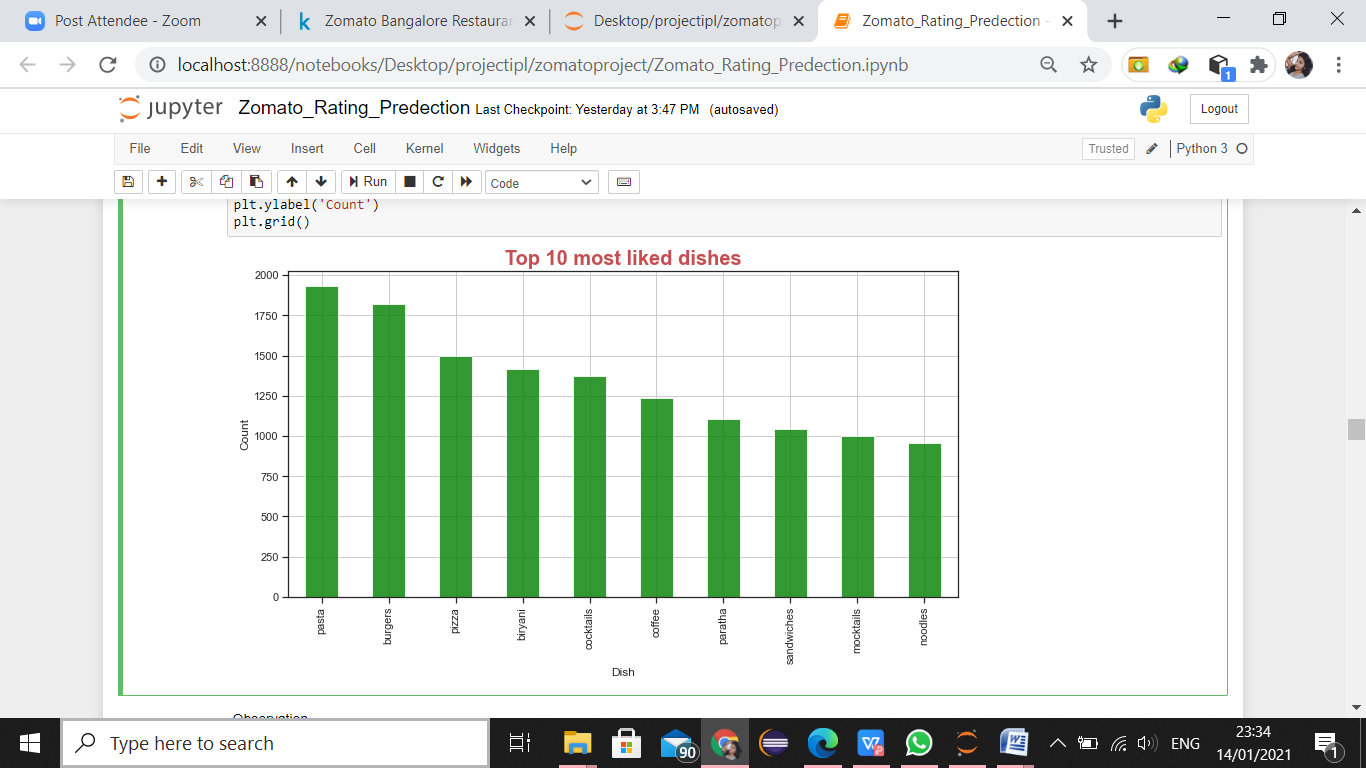 Post Attendee - Zoom
Zomato Bangalore Restaurar
Desktop/projectipl/zomatop
Zomato_Rating_Predection -
localhost:8888/notebooks/Desktop/projectipl/zomatoproject/Zomato_Rating_Predection.ipynb
1
jupyter Zomato_Rating_Predection Last Checkpoint: Yesterday at 3:47 PM (autosaved)
Logout
File Edit View Insert Cell Kernel Widgets Help
Trusted
Python 3
Run
Code
plt.ylabel('Count')
plt.grid()
Top 10 most liked dishes
2000
1750
1500
1250
1000
750
500
250
0
Count
pasta
burgers
pizza
biryani
cocktails
coffee
paratha
sandwiches
mocktails
noodles
Dish
Observation
Type here to search
90
ENG
23:34
14/01/2021
1